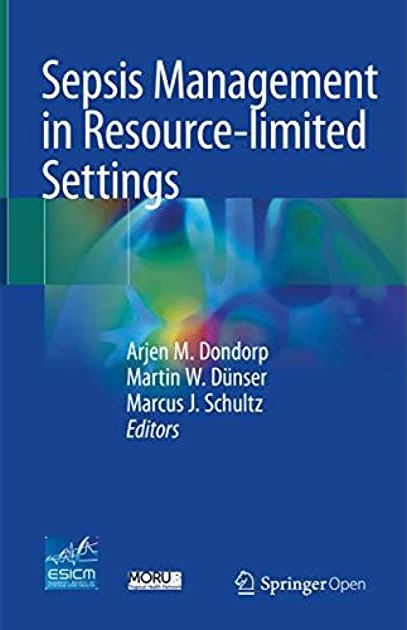 Sepsis Management
in Resource-limited
Settings
Arjen M. Dondorp
Martin W. Dünser
Marcus J. Schultz
Editors
ESICM
MORU
Springer Open